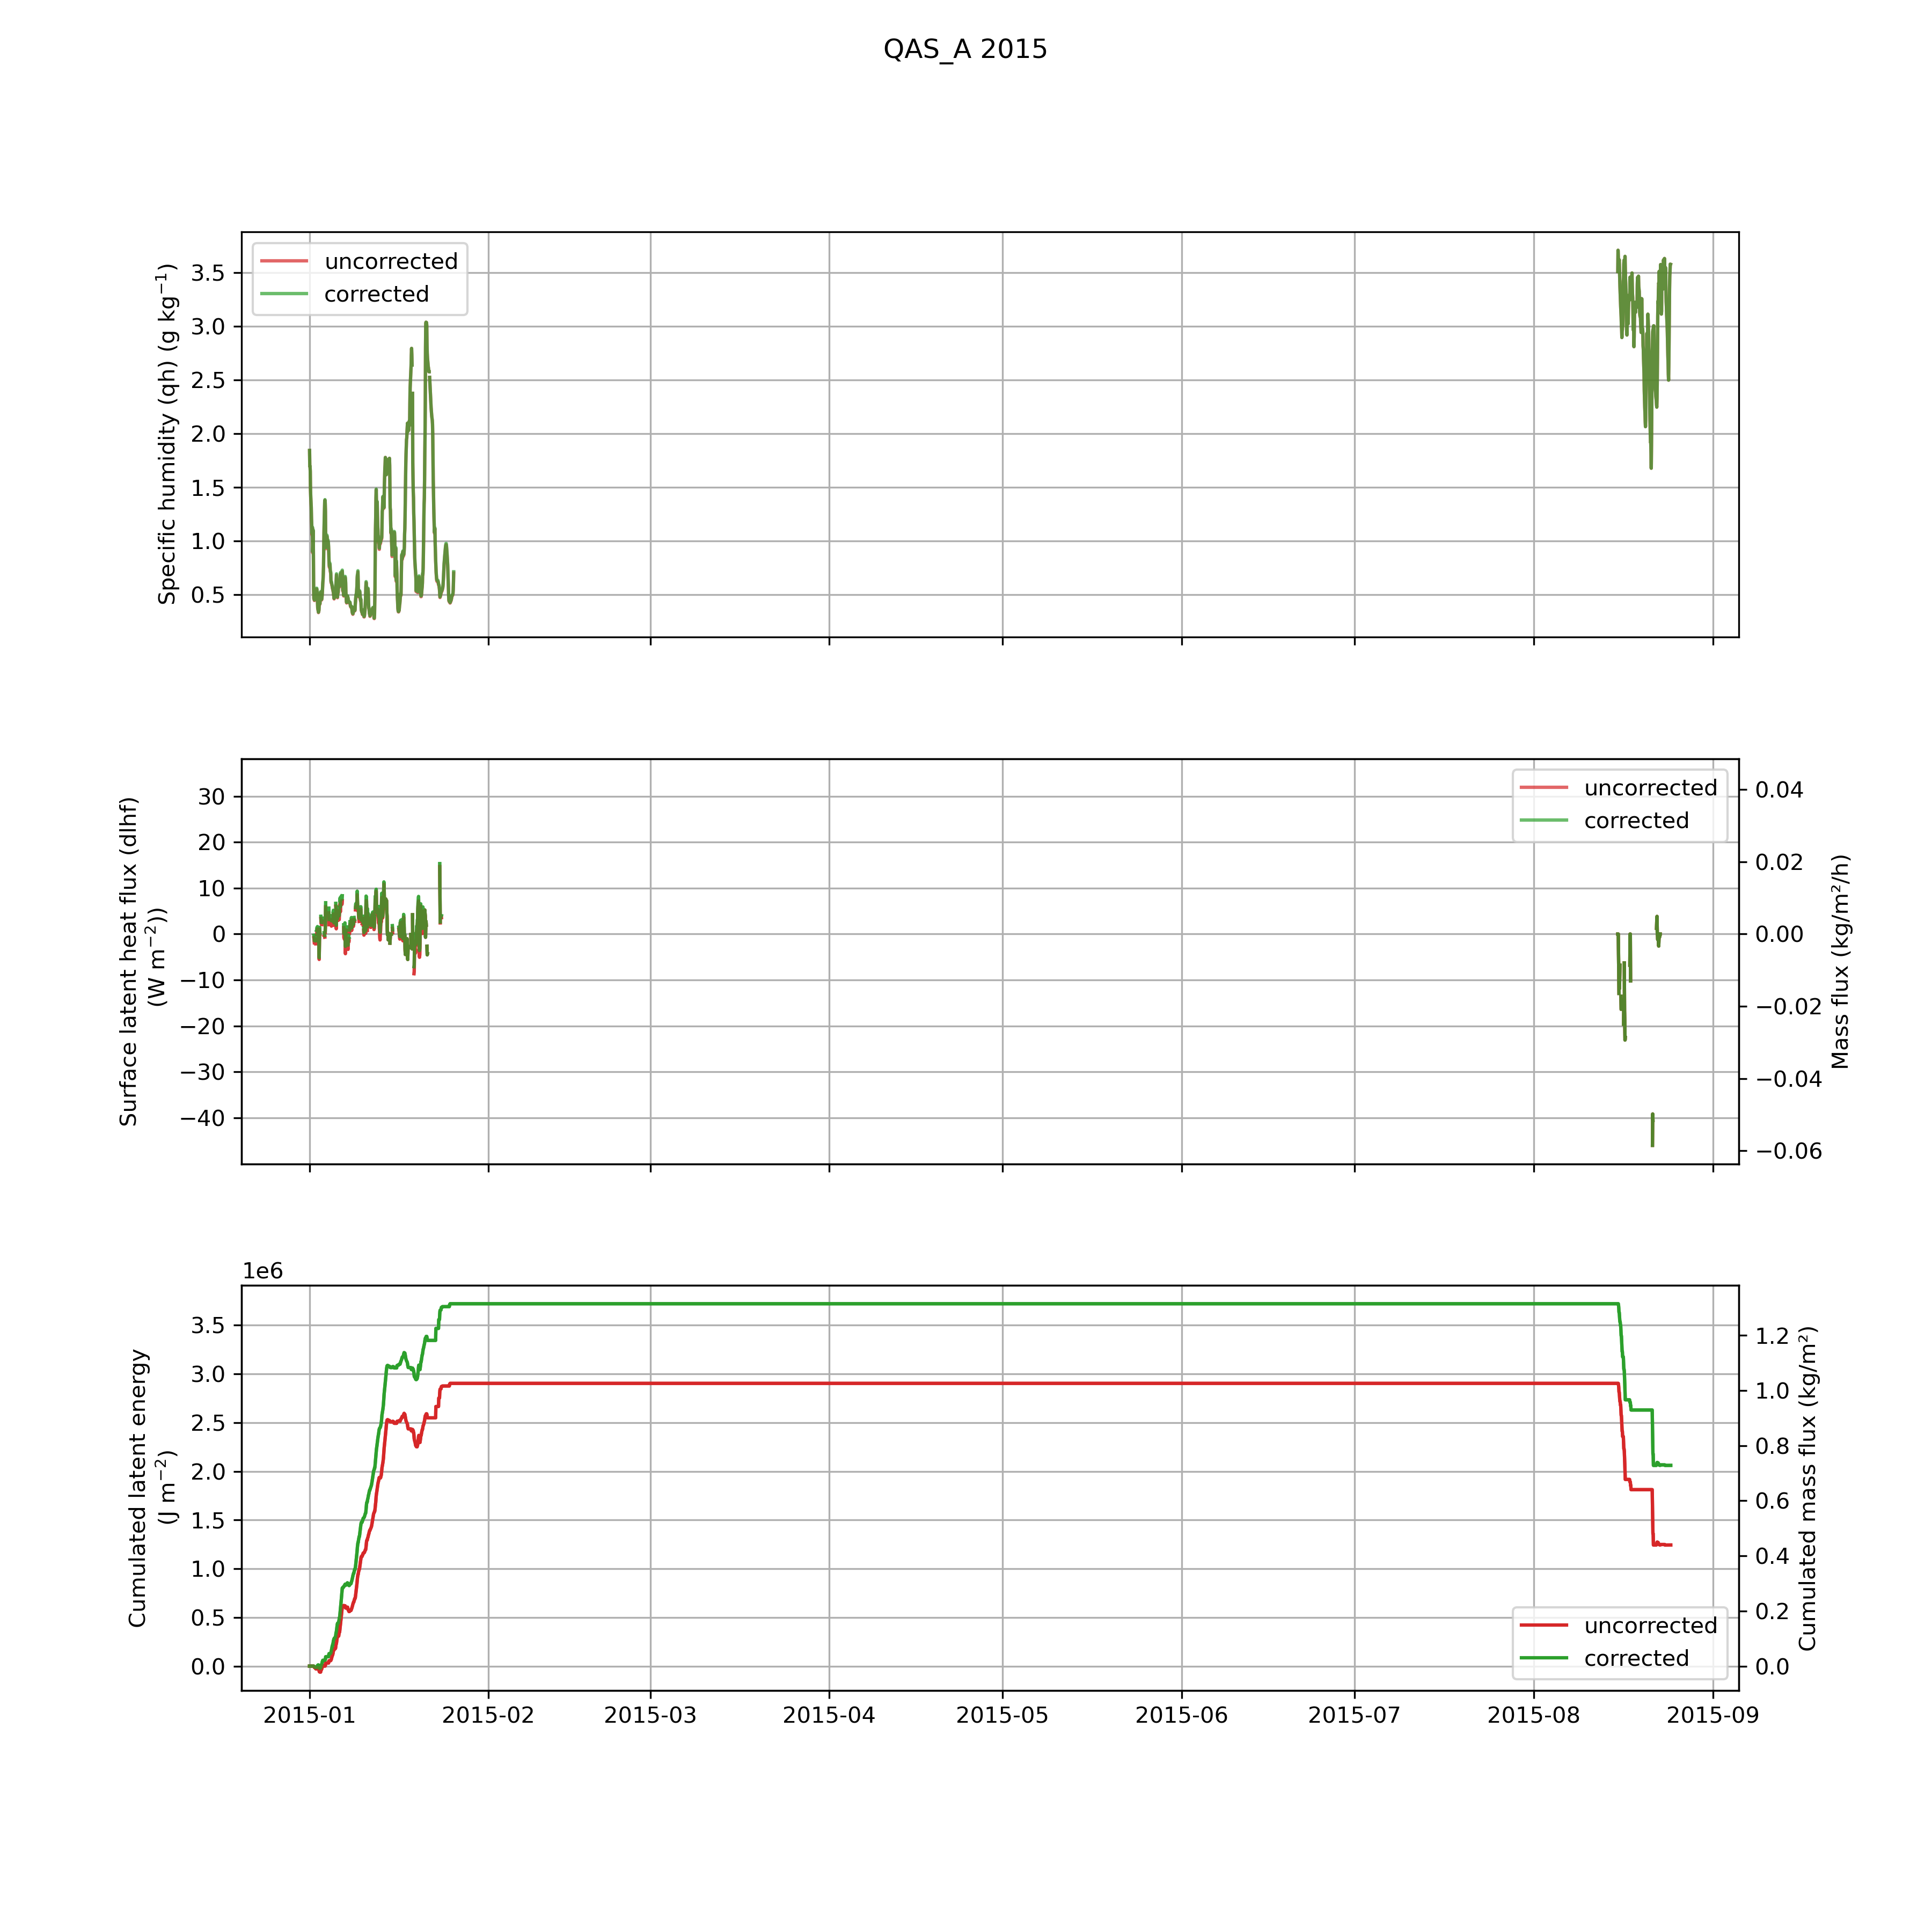 QAS_A 2015
Specific humidity (qh) (g kg⁻¹)
3.5
3.0
2.5
2.0
1.5
1.0
0.5
uncorrected
corrected
Surface latent heat flux (dlhf)
(W m⁻²))
30
20
10
0
−10
−20
−30
−40
uncorrected
corrected
0.04
0.02
0.00
−0.02
−0.04
−0.06
Mass flux (kg/m²/h)
1e6
Cumulated latent energy
(J m⁻²)
3.5
3.0
2.5
2.0
1.5
1.0
0.5
0.0
uncorrected
corrected
1.2
1.0
0.8
0.6
0.4
0.2
0.0
Cumulated mass flux (kg/m²)
2015-01 2015-02 2015-03 2015-04 2015-05 2015-06 2015-07 2015-08 2015-09